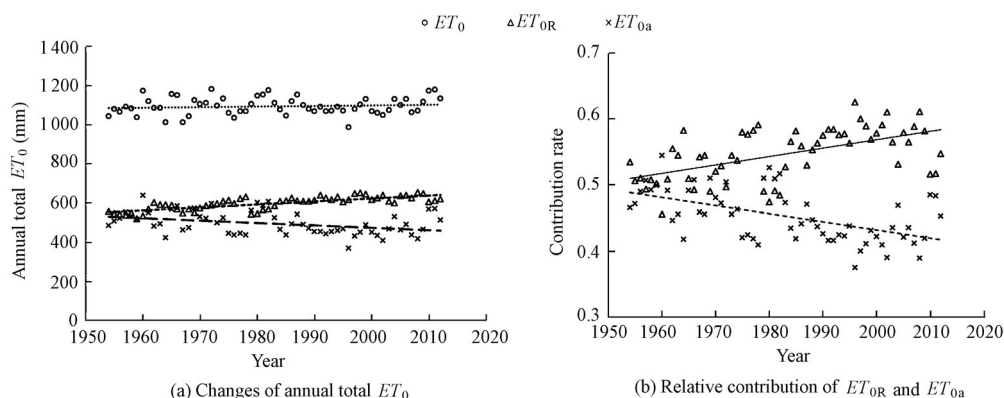 ET0 ET0R ET0a
(a)
1 400
1 200
1 000
800
600
400
200
0
Annual total ET0 (mm)
1950 1960 1970 1980 1990 2000 2010 2020
Year
(a) Changes of annual total ET0
(b)
0.7
0.6
0.5
0.4
0.3
Contribution rate
1950 1960 1970 1980 1990 2000 2010 2020
Year
(b) Relative contribution of ET0R and ET0a